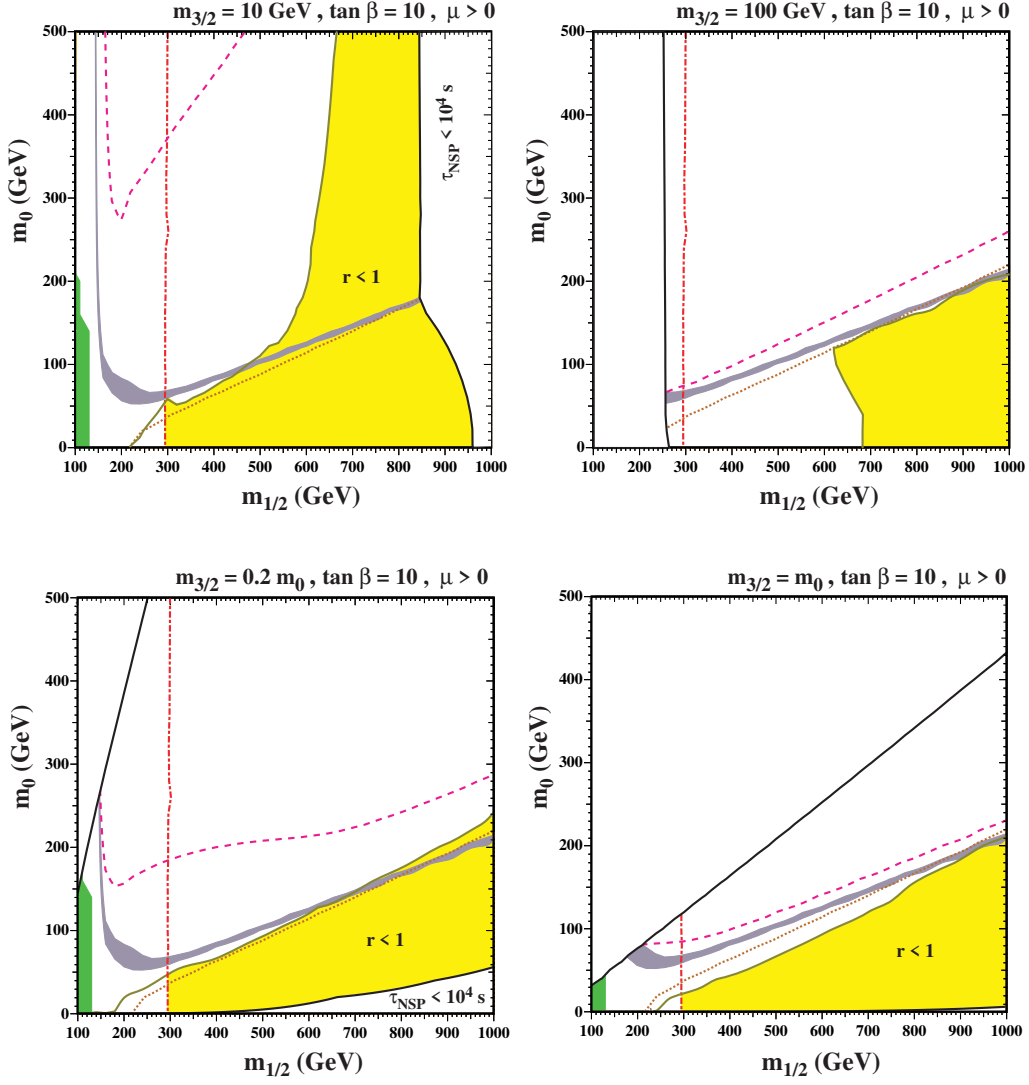 m3/2 = 10 GeV , tan β = 10 , μ > 0
500
400
300
200
100
0
m0 (GeV)
τNSP < 10^4 s
r < 1
100 200 300 400 500 600 700 800 900 1000
m1/2 (GeV)
m3/2 = 100 GeV , tan β = 10 , μ > 0
500
400
300
200
100
0
m0 (GeV)
r < 1
100 200 300 400 500 600 700 800 900 1000
m1/2 (GeV)
m3/2 = 0.2 m0 , tan β = 10 , μ > 0
500
400
300
200
100
0
m0 (GeV)
r < 1
τNSP < 10^4 s
100 200 300 400 500 600 700 800 900 1000
m1/2 (GeV)
m3/2 = m0 , tan β = 10 , μ > 0
500
400
300
200
100
0
m0 (GeV)
r < 1
100 200 300 400 500 600 700 800 900 1000
m1/2 (GeV)